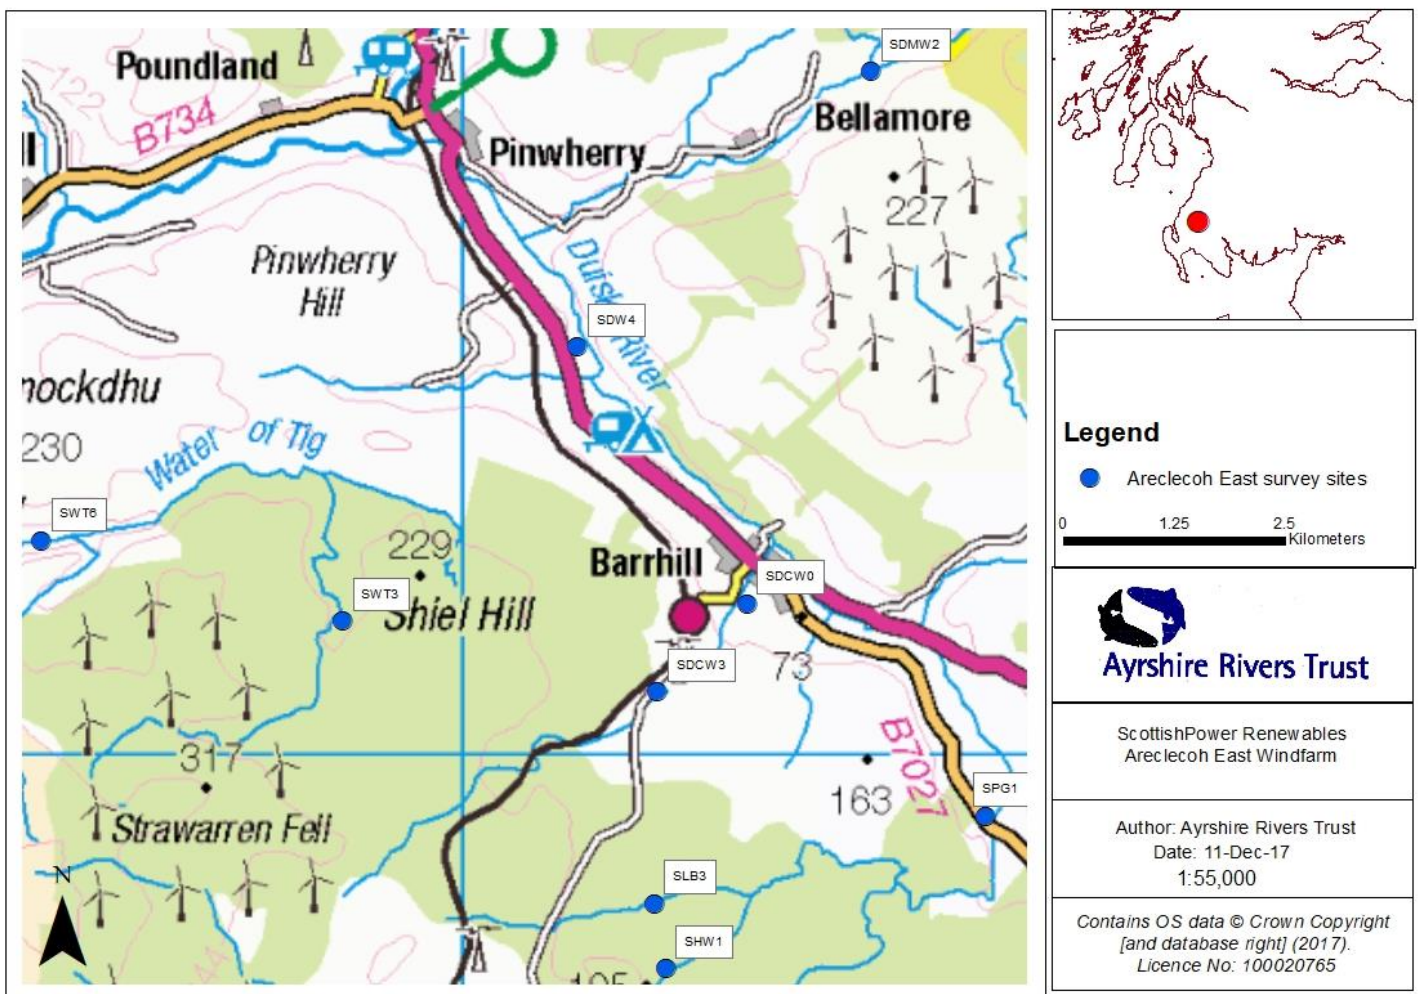 SDMW2
Poundland
122
B734
Bellamore
ll
Pinwherry
227
Pinwherry
Hill
Duisk River
SDW4
nockdhu
230
Water of Tig
SWT6
229
Barrhill
SDCW0
SWT3
Shiel Hill
SDCW3
73
B7027
317
163
SPG1
Strawarren Fell
N
SLB3
SHW1
Legend
Areclecoh East survey sites
0 1.25 2.5
Kilometers
Ayrshire Rivers Trust
ScottishPower Renewables
Areclecoh East Windfarm
Author: Ayrshire Rivers Trust
Date: 11-Dec-17
1:55,000
Contains OS data © Crown Copyright
[and database right] (2017).
Licence No: 100020765